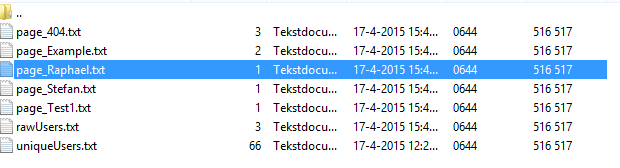 ..
page_404.txt 3 Tekstdocu... 17-4-2015 15:4... 0644 516 517
page_Example.txt 2 Tekstdocu... 17-4-2015 15:4... 0644 516 517
page_Raphael.txt 1 Tekstdocu... 17-4-2015 15:4... 0644 516 517
page_Stefan.txt 1 Tekstdocu... 17-4-2015 15:4... 0644 516 517
page_Test1.txt 1 Tekstdocu... 17-4-2015 15:4... 0644 516 517
rawUsers.txt 3 Tekstdocu... 17-4-2015 15:4... 0644 516 517
uniqueUsers.txt 66 Tekstdocu... 17-4-2015 12:2... 0644 516 517